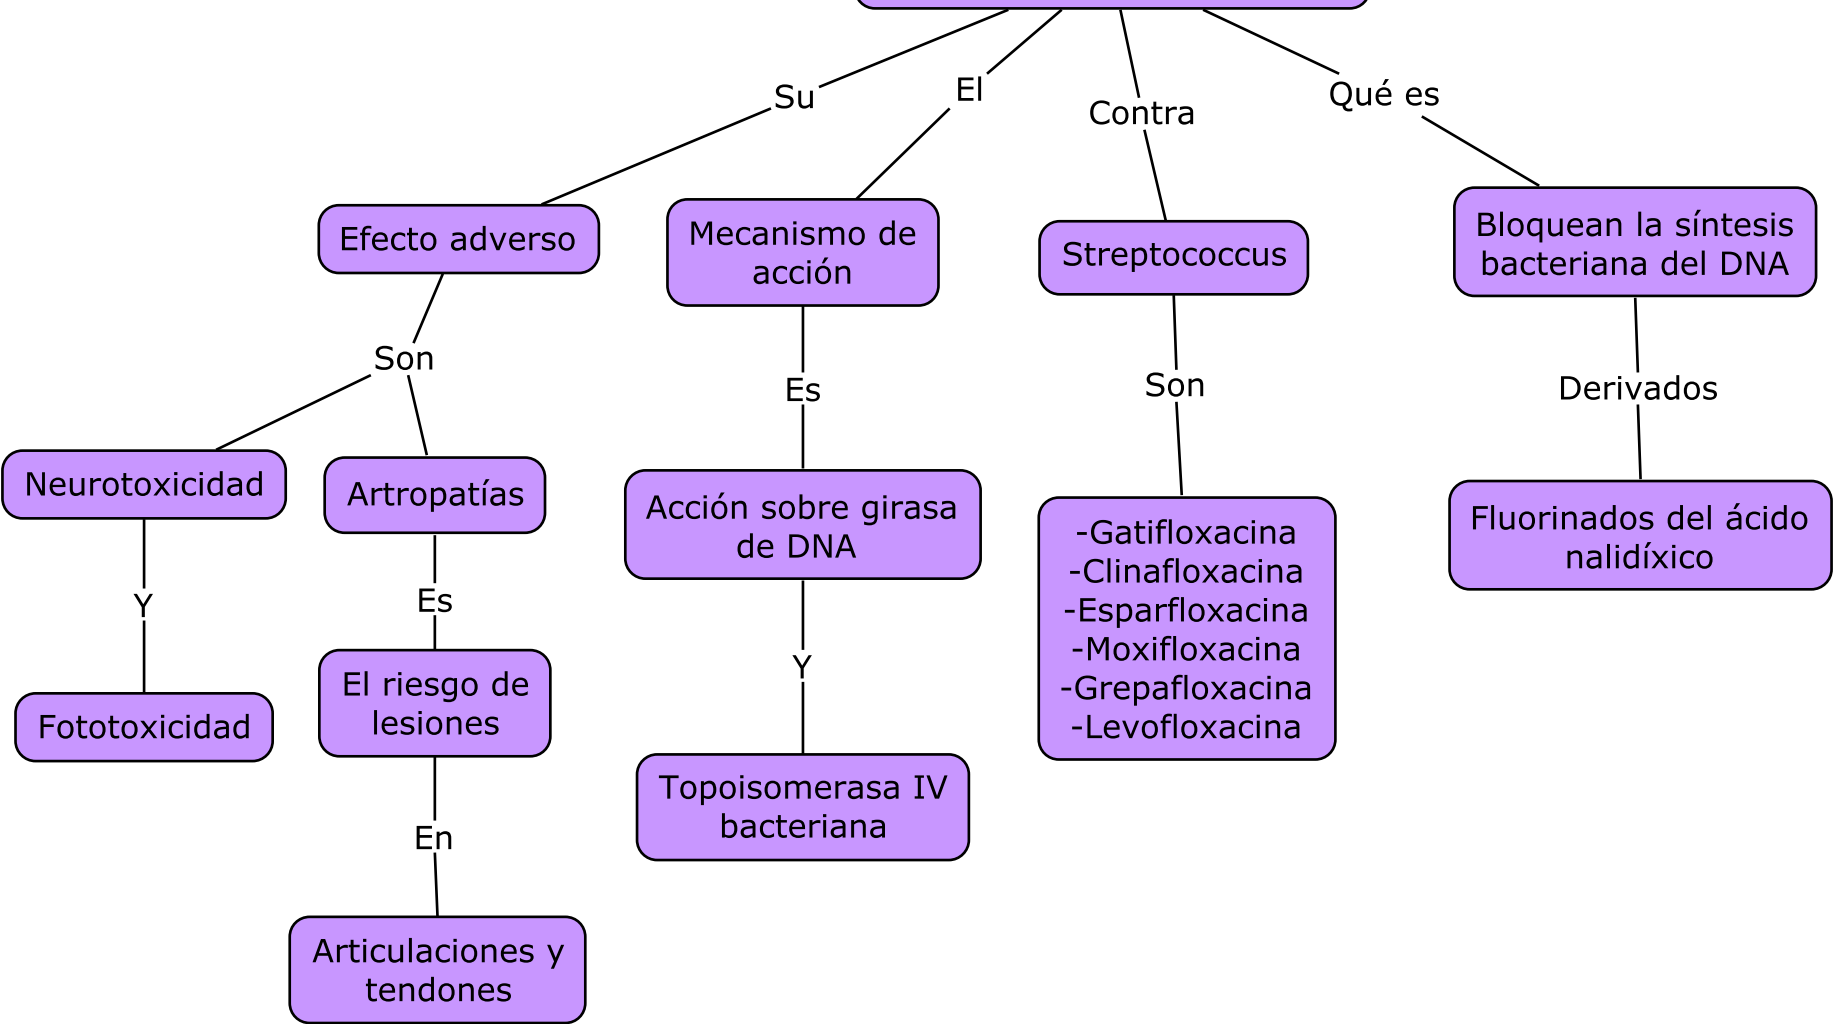 Su
El
Contra
Qué es
Efecto adverso
Mecanismo de
acción
Streptococcus
Bloquean la síntesis
bacteriana del DNA
Son
Es
Son
Derivados
Neurotoxicidad
Artropatías
Acción sobre girasa
de DNA
-Gatifloxacina
-Clinafloxacina
-Esparfloxacina
-Moxifloxacina
-Grepafloxacina
-Levofloxacina
Fluorinados del ácido
nalidíxico
Y
Es
Y
Fototoxicidad
El riesgo de
lesiones
Topoisomerasa IV
bacteriana
En
Articulaciones y
tendones